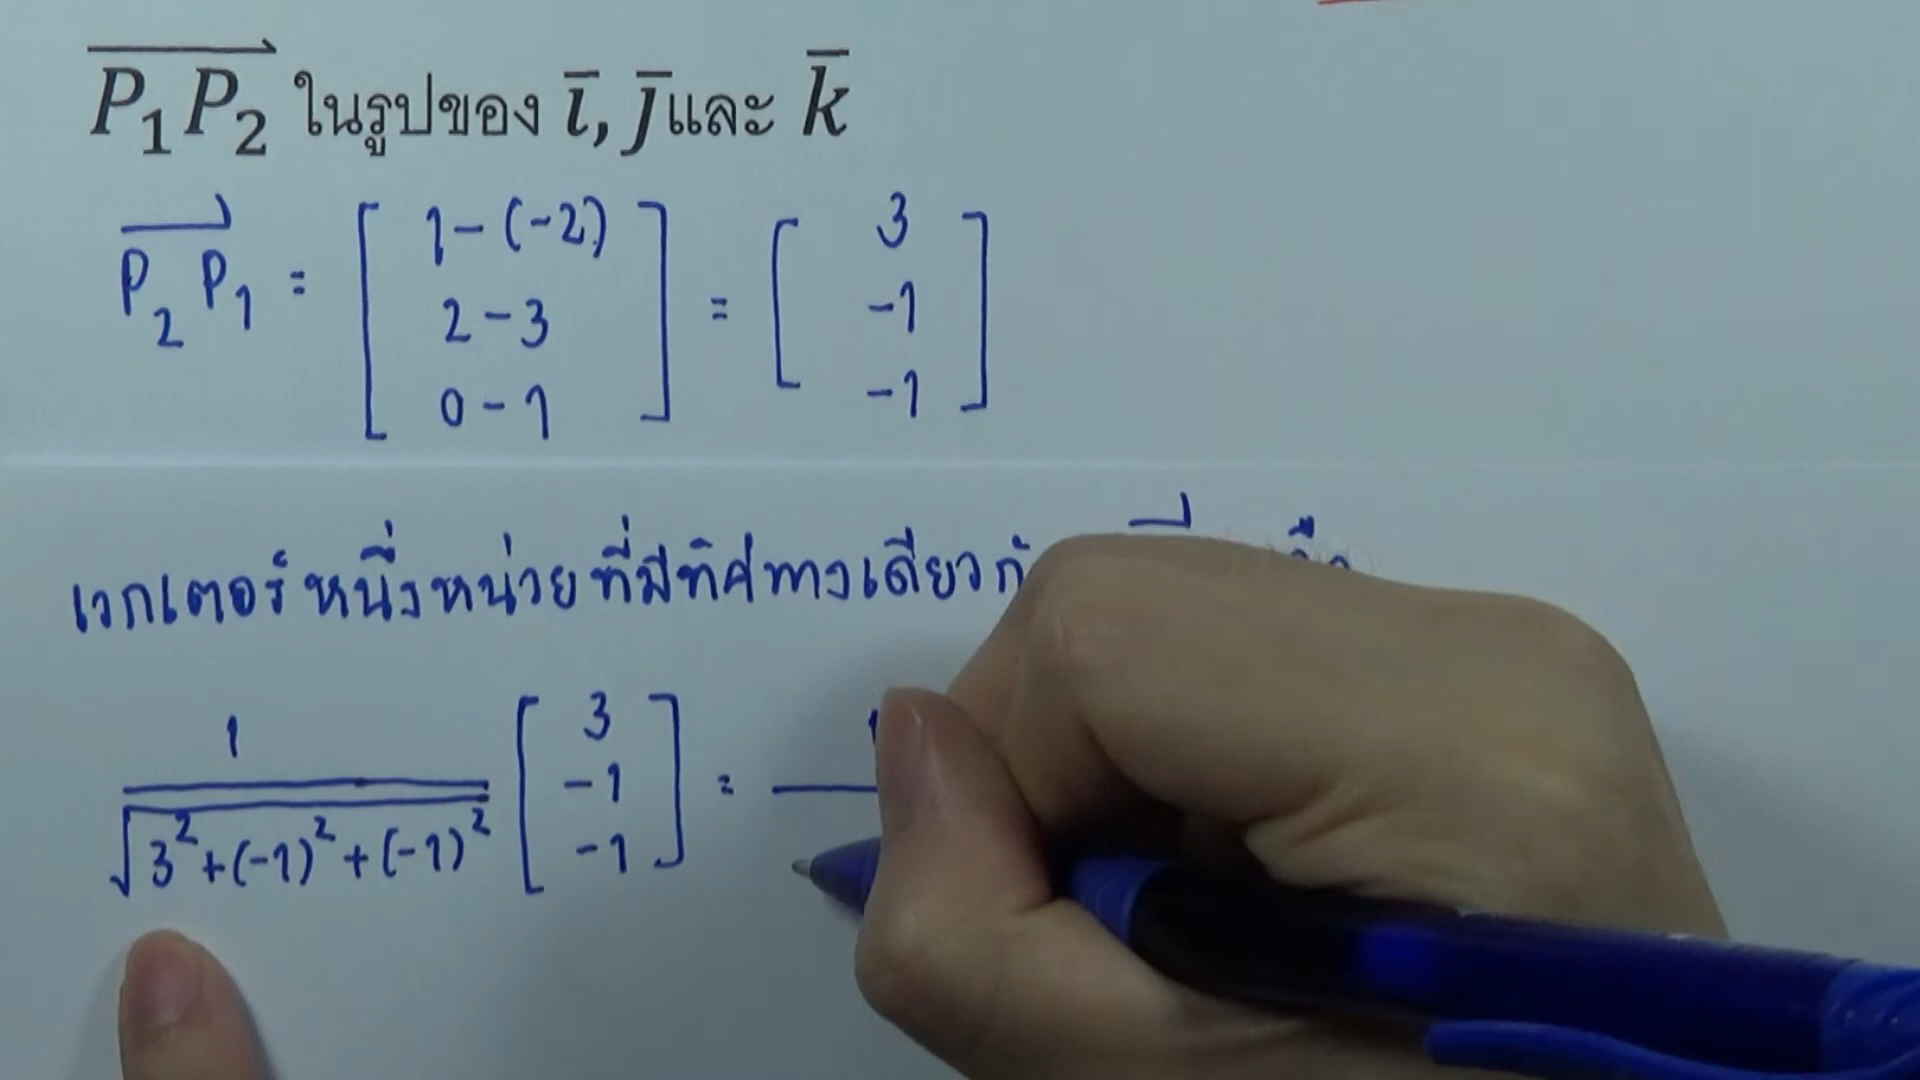 P₁P₂ ในรูปของ i̅, j̅ และ k̅
P₂P₁ = [ 1-(-2) ] = [ 3 ]
2-3 -1
0-1 -1
เวกเตอร์หนึ่งหน่วยที่มีทิศทางเดียว
1 [ 3 ] =
√3²+(-1)²+(-1)² -1
-1